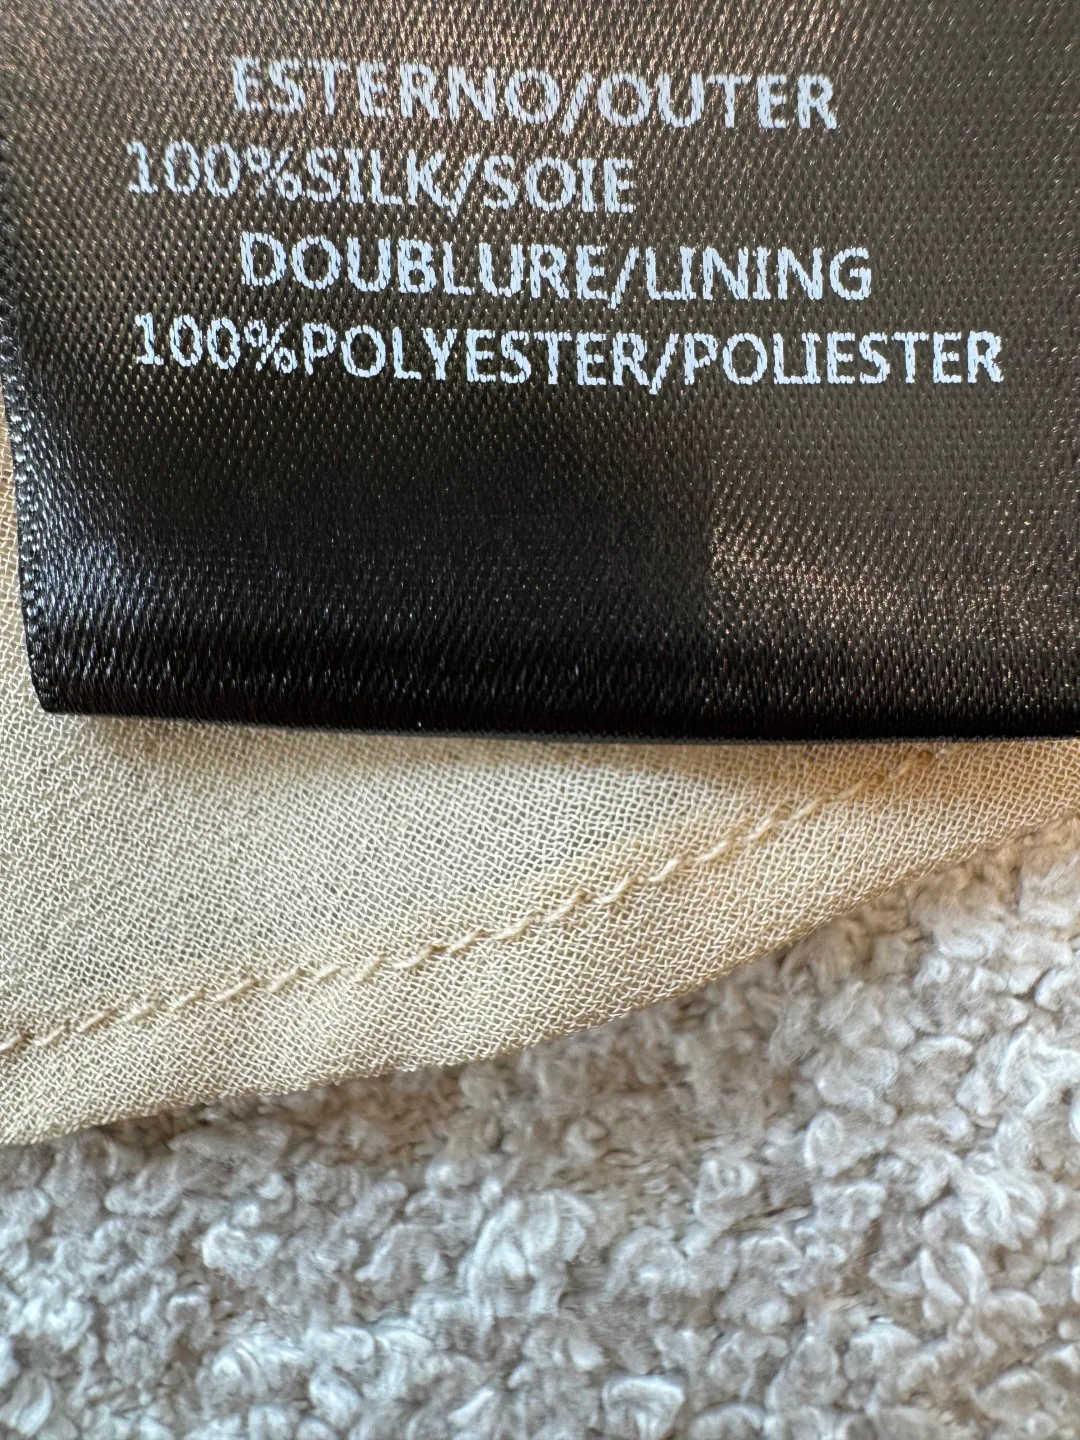 ESTERNO/OUTER
100%SILK/SOIE
DOUBLURE/LINING
100%POLYESTER/POLIESTER